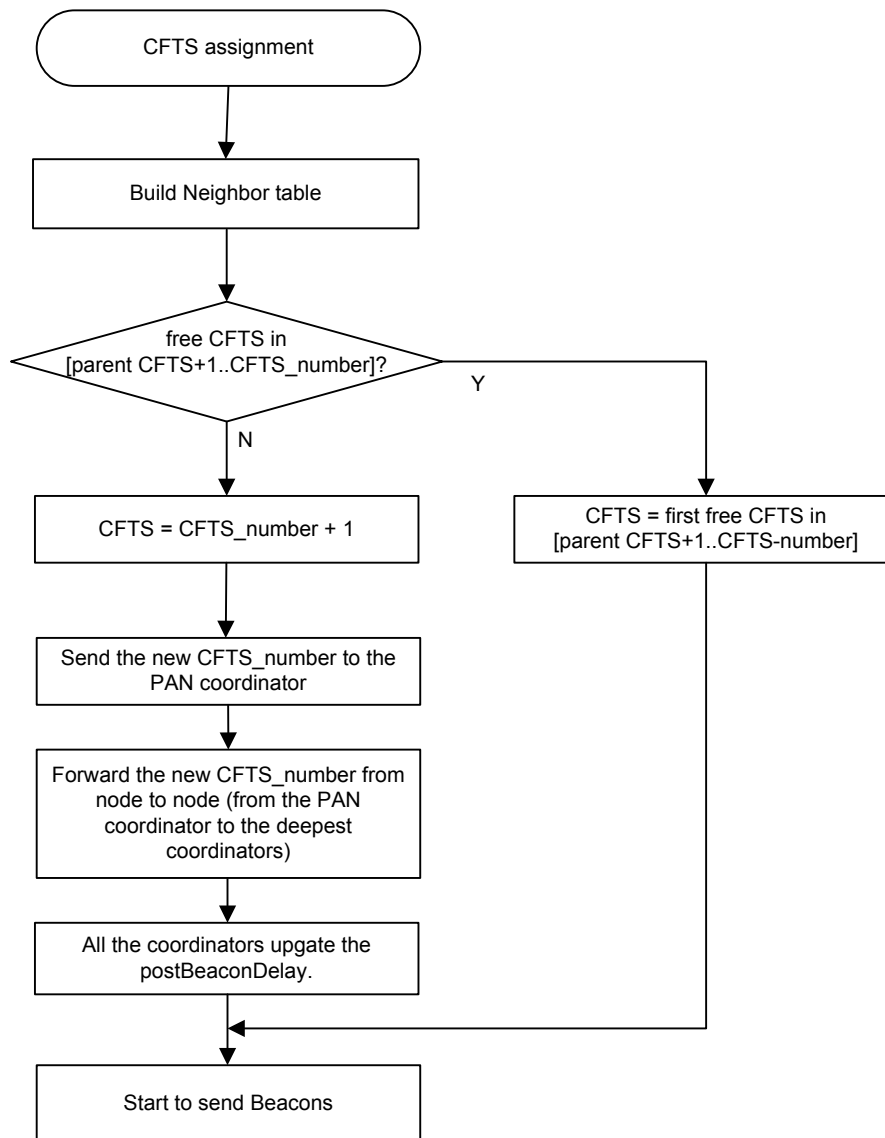 CFTS assignment
Build Neighbor table
free CFTS in
[parent CFTS+1..CFTS_number]?
Y
N
CFTS = CFTS_number + 1
CFTS = first free CFTS in
[parent CFTS+1..CFTS-number]
Send the new CFTS_number to the
PAN coordinator
Forward the new CFTS_number from
node to node (from the PAN
coordinator to the deepest
coordinators)
All the coordinators upgate the
postBeaconDelay.
Start to send Beacons